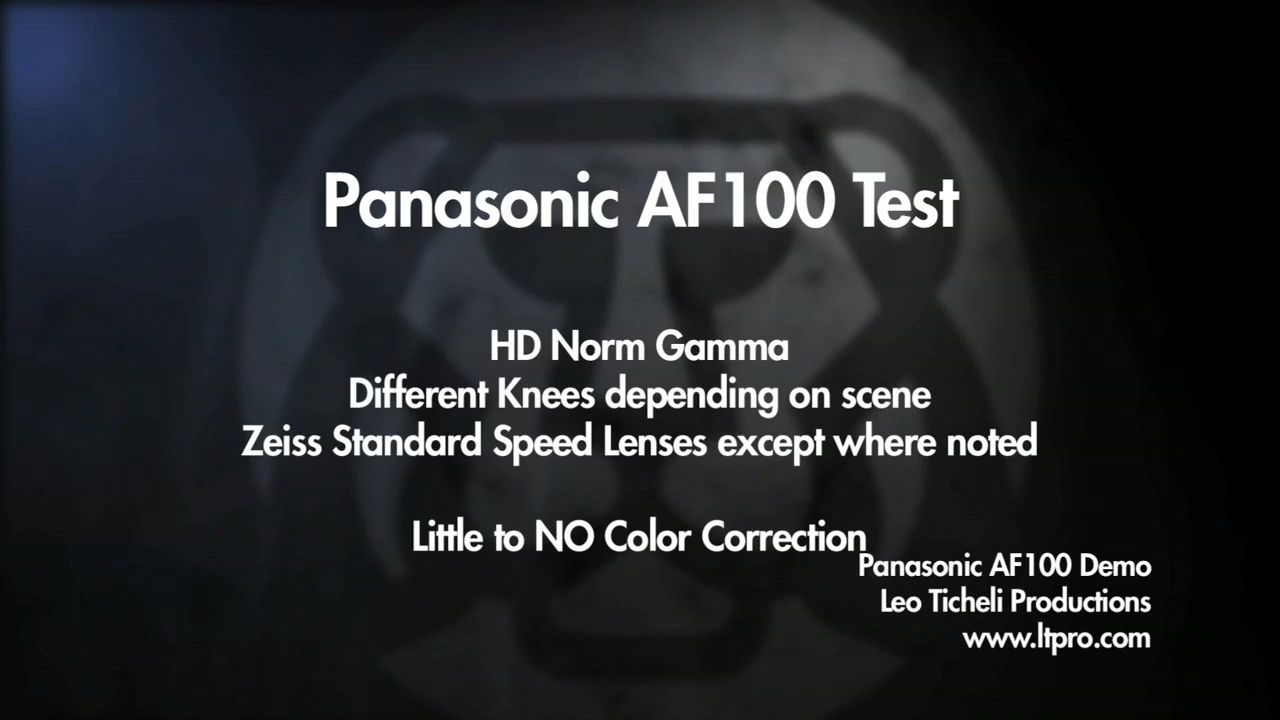 Panasonic AF100 Test
HD Norm Gamma
Different Knees depending on scene
Zeiss Standard Speed Lenses except where noted
Little to NO Color Correction
Panasonic AF100 Demo
Leo Ticheli Productions
www.ltpro.com